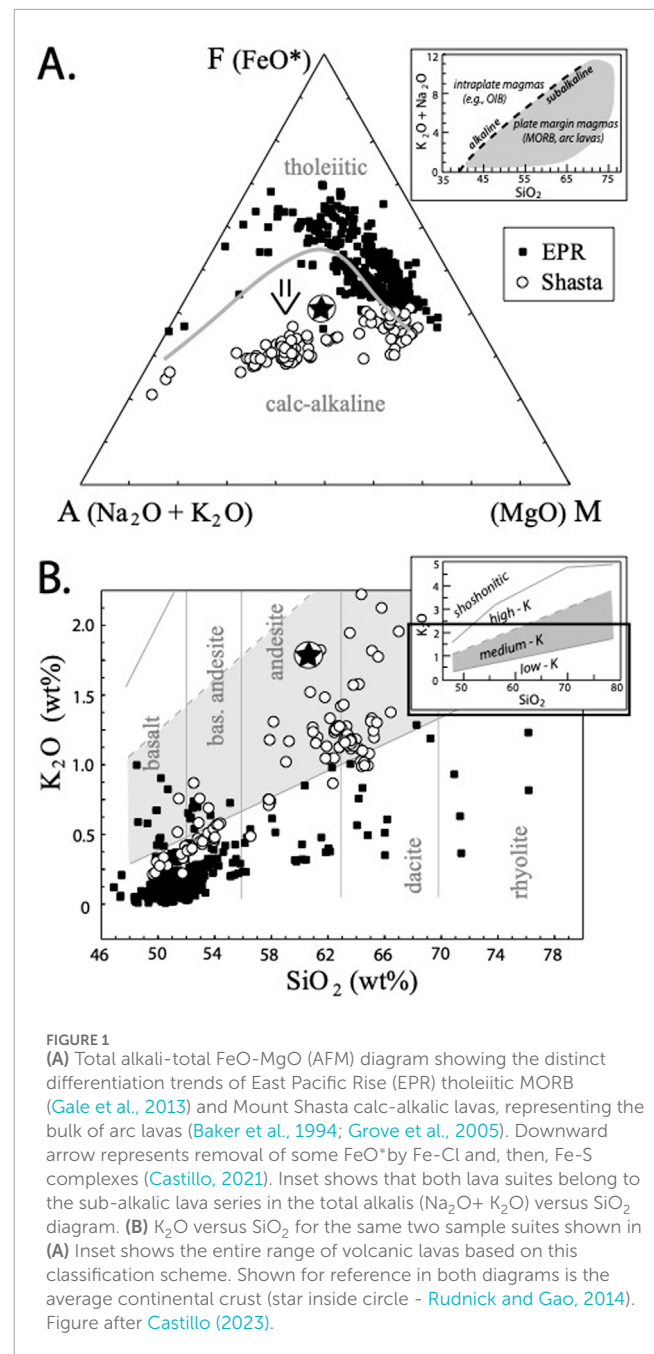 A.
F (FeO*)
tholeiitic
calc-alkaline
A (Na₂O + K₂O)
(MgO) M
K₂O + Na₂O
12
8
4
0
intraplate magmas
(e.g., OIB)
alkaline
subalkaline
plate margin magmas
(MORB, arc lavas)
35 45 55 65 75
SiO₂
EPR
Shasta
B.
K₂O (wt%)
2.0
1.5
1.0
0.5
0
basalt
bas. andesite
andesite
dacite
rhyolite
46 50 54 58 62 66 70 74 78
SiO₂ (wt%)
K₂O
5
4
3
2
1
0
shoshonitic
high - K
medium-K
low - K
50 60 70 80
SiO₂
FIGURE 1
(A) Total alkali-total FeO-MgO (AFM) diagram showing the distinct
differentiation trends of East Pacific Rise (EPR) tholeiitic MORB
(Gale et al., 2013) and Mount Shasta calc-alkalic lavas, representing the
bulk of arc lavas (Baker et al., 1994; Grove et al., 2005). Downward
arrow represents removal of some FeO*by Fe-Cl and, then, Fe-S
complexes (Castillo, 2021). Inset shows that both lava suites belong to
the sub-alkalic lava series in the total alkalis (Na₂O+ K₂O) versus SiO₂
diagram. (B) K₂O versus SiO₂ for the same two sample suites shown in
(A) Inset shows the entire range of volcanic lavas based on this
classification scheme. Shown for reference in both diagrams is the
average continental crust (star inside circle - Rudnick and Gao, 2014).
Figure after Castillo (2023).